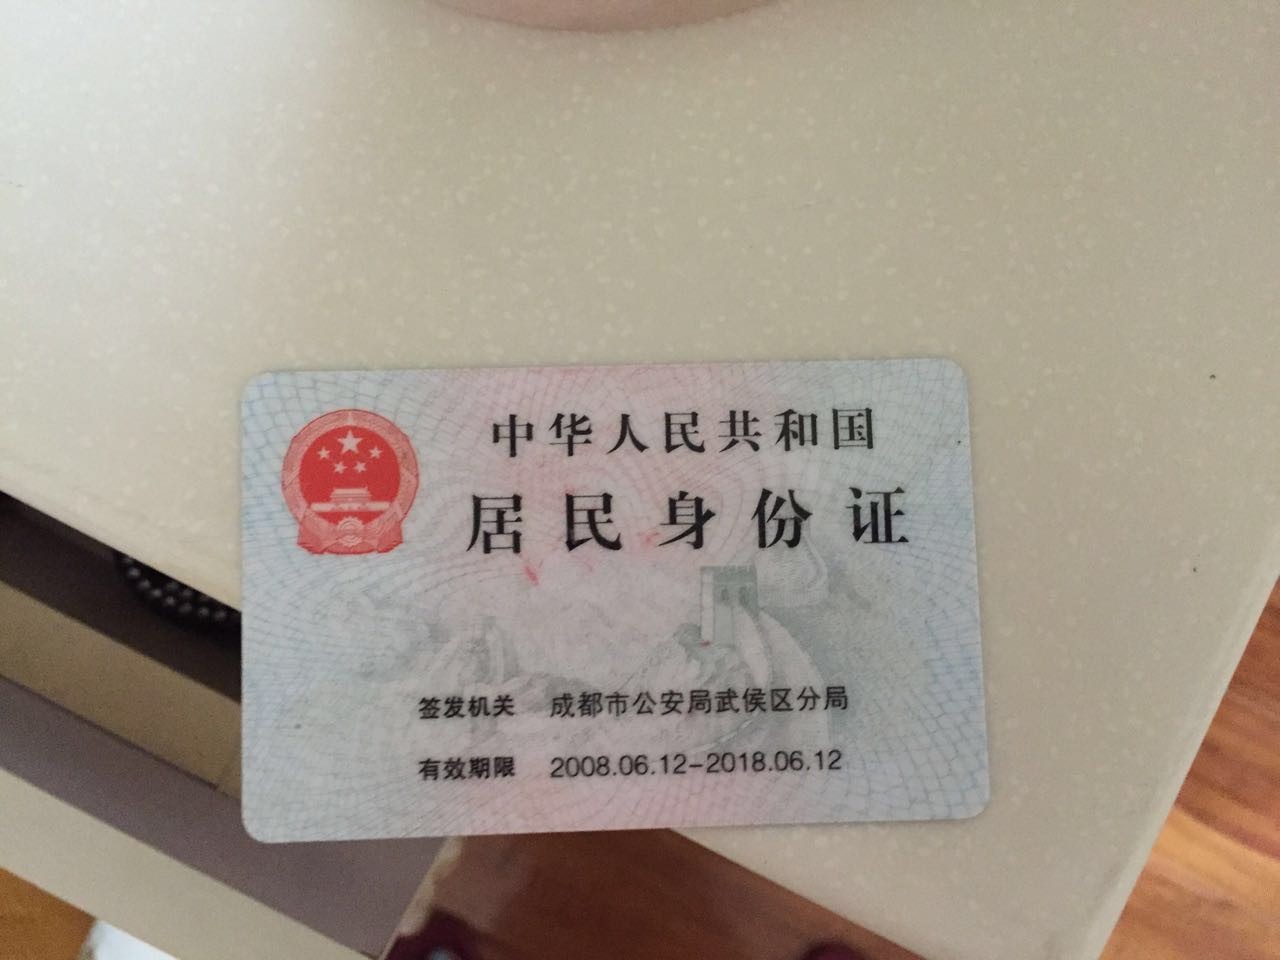 中华人民共和国
居民身份证
签发机关 成都市公安局武侯区分局
有效期限 2008.06.12-2018.06.12